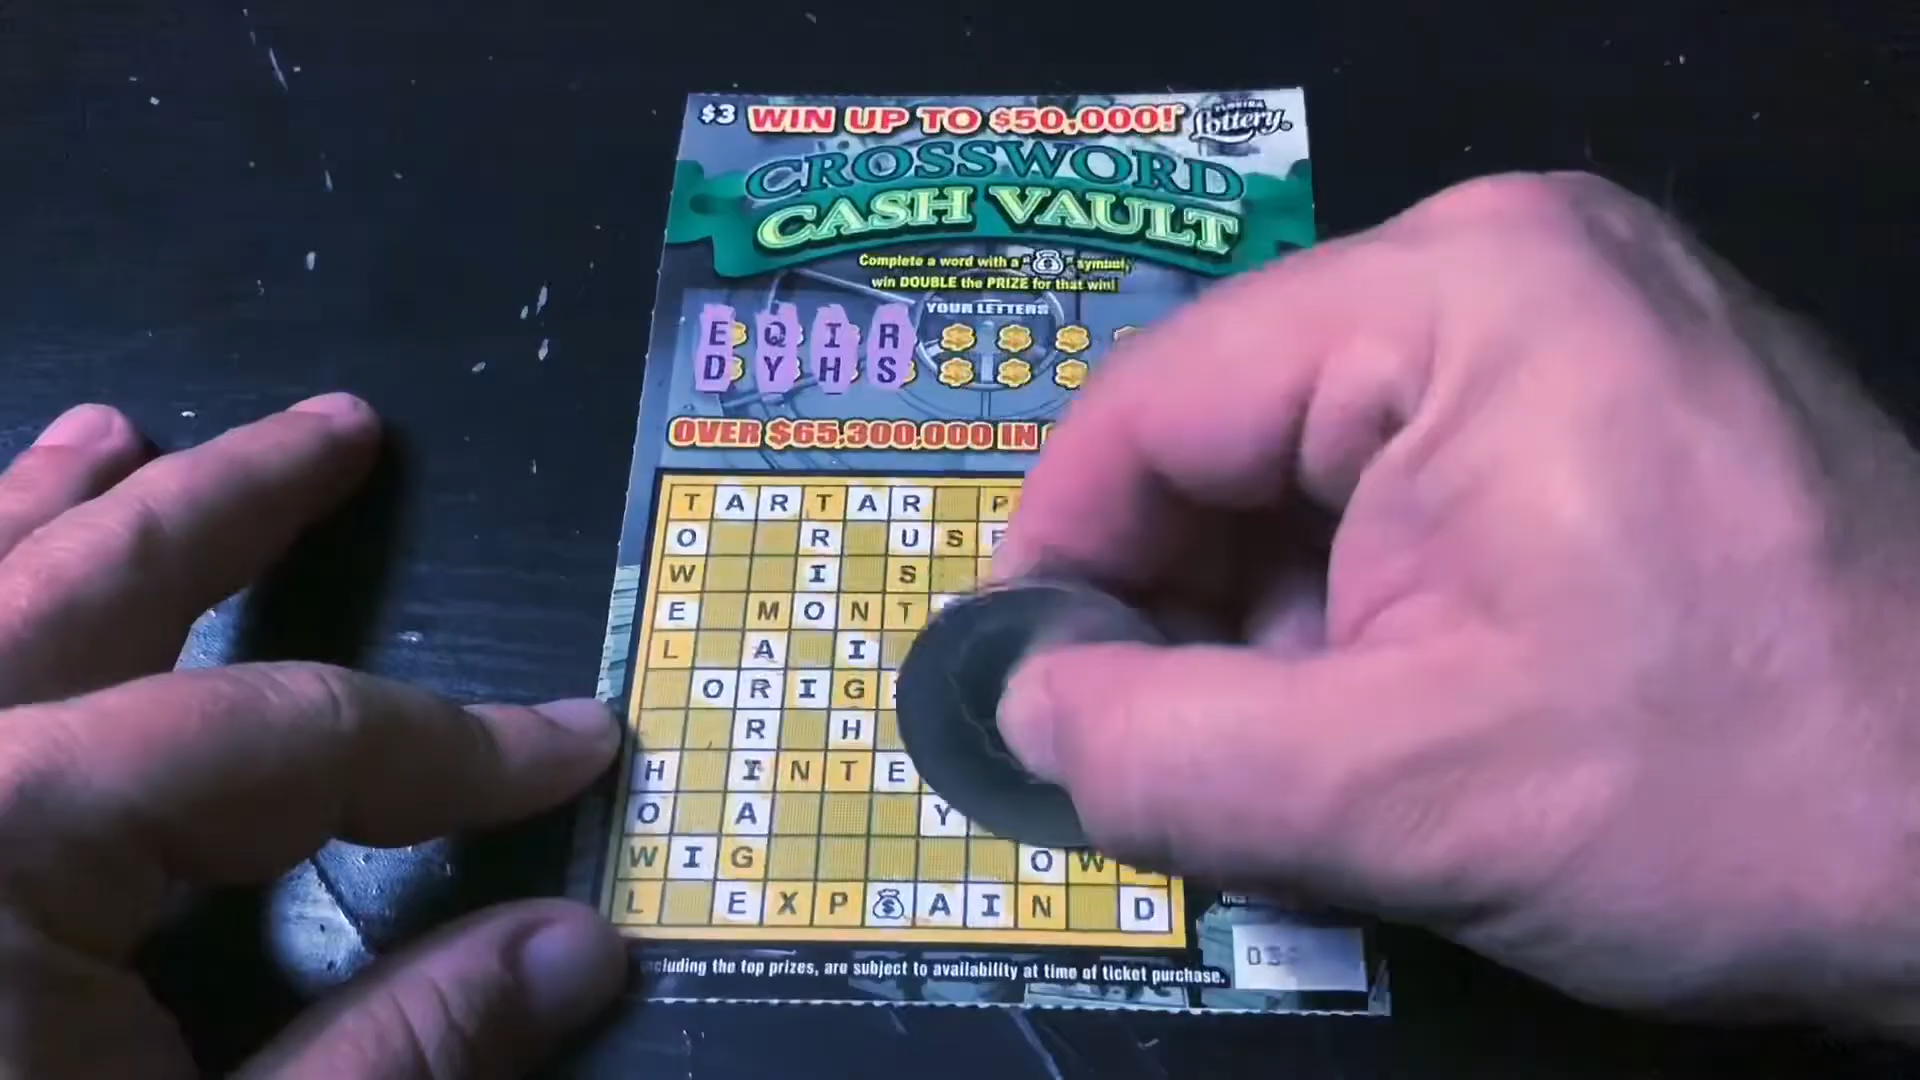 $3 WIN UP TO $50,000!
FLORIDA lottery
CROSSWORD
CASH VAULT
Complete a word with a "$" symbol,
win DOUBLE the PRIZE for that win!
YOUR LETTERS
E Q I R
D Y H S
OVER $65,300,000 IN
T A R T A R P
O R U S E
W I S
E M O N T
L A I
O R I G
R H
H I N T E
O A Y
W I G O W
L E X P $ A I N D
including the top prizes, are subject to availability at time of ticket purchase.